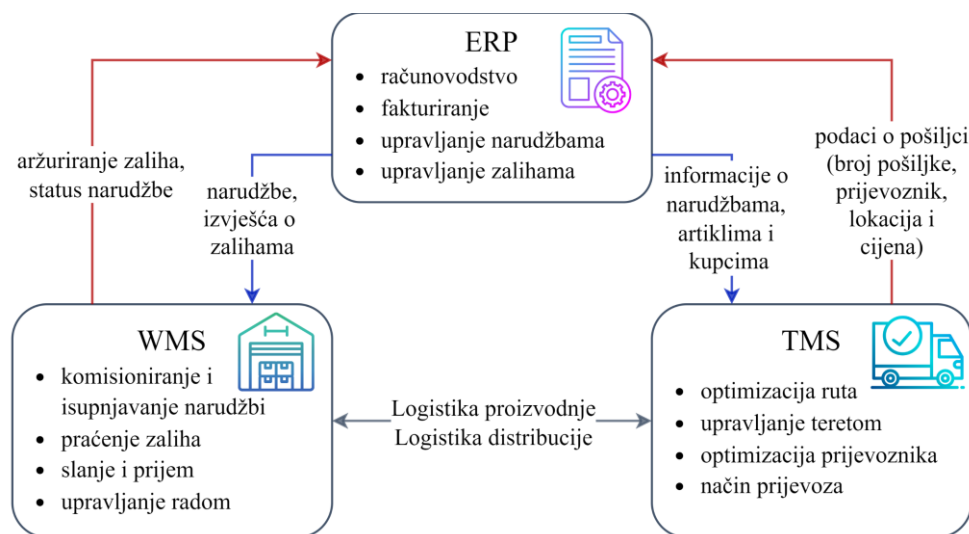 ERP
• računovodstvo
• fakturiranje
• upravljanje narudžbama
• upravljanje zalihama
aržuriranje zaliha,
status narudžbe
narudžbe,
izvješća o
zalihama
informacije o
narudžbama,
artiklima i
kupcima
podaci o pošiljci
(broj pošiljke,
prijevoznik,
lokacija i
cijena)
WMS
• komisioniranje i
isupnjavanje narudžbi
• praćenje zaliha
• slanje i prijem
• upravljanje radom
Logistika proizvodnje
Logistika distribucije
TMS
• optimizacija ruta
• upravljanje teretom
• optimizacija prijevoznika
• način prijevoza